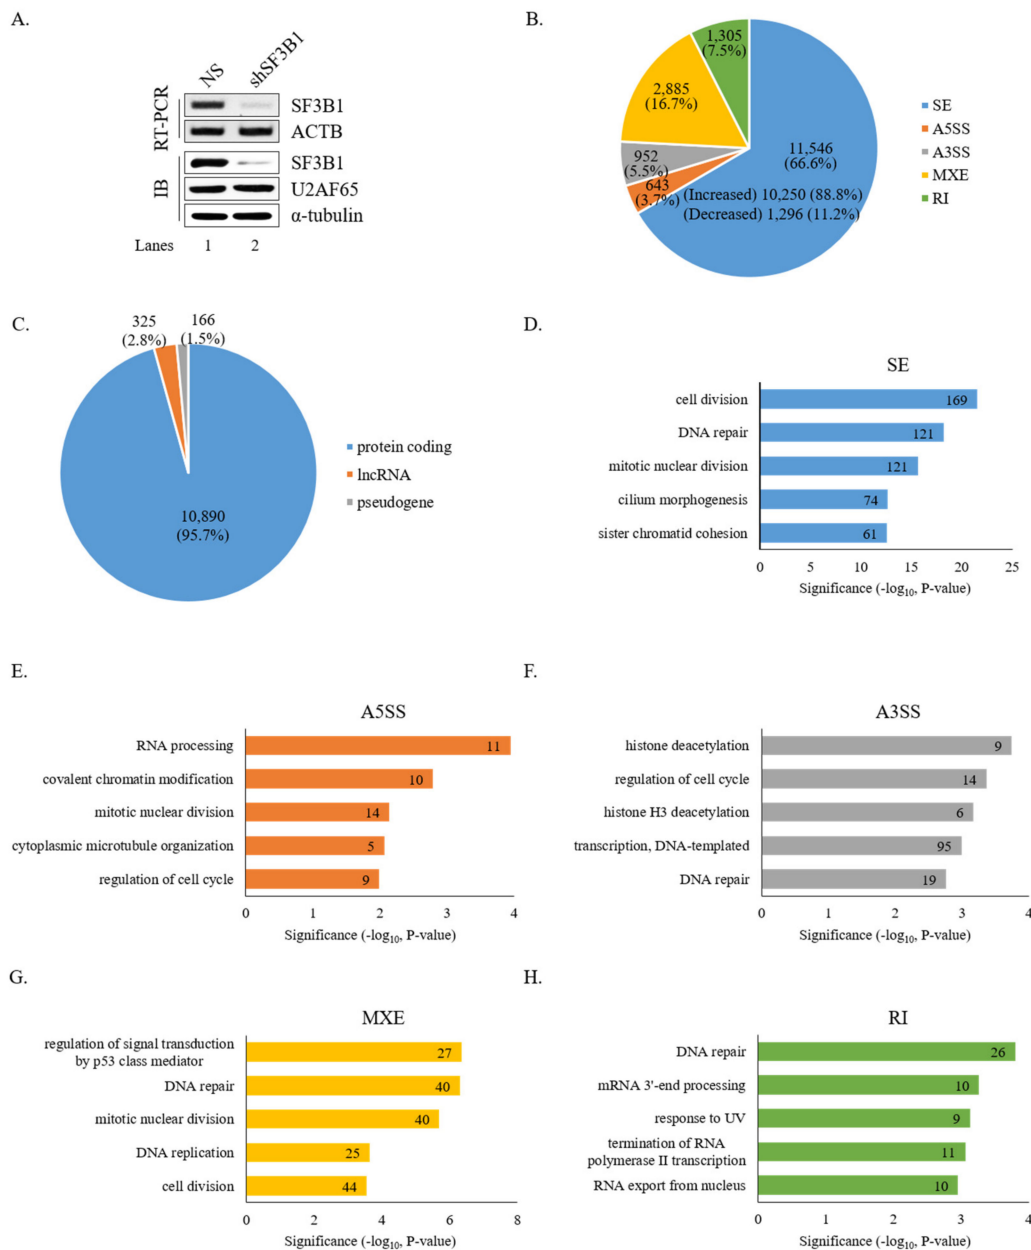 A.
NS
shSF3B1
RT-PCR
SF3B1
ACTB
IB
SF3B1
U2AF65
α-tubulin
Lanes 1 2
B.
1,305
(7.5%)
2,885
(16.7%)
952
(5.5%)
643
(3.7%)
11,546
(66.6%)
(Increased) 10,250 (88.8%)
(Decreased) 1,296 (11.2%)
SE
A5SS
A3SS
MXE
RI
C.
325
(2.8%)
166
(1.5%)
10,890
(95.7%)
protein coding
lncRNA
pseudogene
D.
SE
cell division 169
DNA repair 121
mitotic nuclear division 121
cilium morphogenesis 74
sister chromatid cohesion 61
0 5 10 15 20 25
Significance (-log₁₀, P-value)
E.
A5SS
RNA processing 11
covalent chromatin modification 10
mitotic nuclear division 14
cytoplasmic microtubule organization 5
regulation of cell cycle 9
0 1 2 3 4
Significance (-log₁₀, P-value)
F.
A3SS
histone deacetylation 9
regulation of cell cycle 14
histone H3 deacetylation 6
transcription, DNA-templated 95
DNA repair 19
0 1 2 3 4
Significance (-log₁₀, P-value)
G.
MXE
regulation of signal transduction
by p53 class mediator 27
DNA repair 40
mitotic nuclear division 40
DNA replication 25
cell division 44
0 2 4 6 8
Significance (-log₁₀, P-value)
H.
RI
DNA repair 26
mRNA 3'-end processing 10
response to UV 9
termination of RNA
polymerase II transcription 11
RNA export from nucleus 10
0 1 2 3 4
Significance (-log₁₀, P-value)